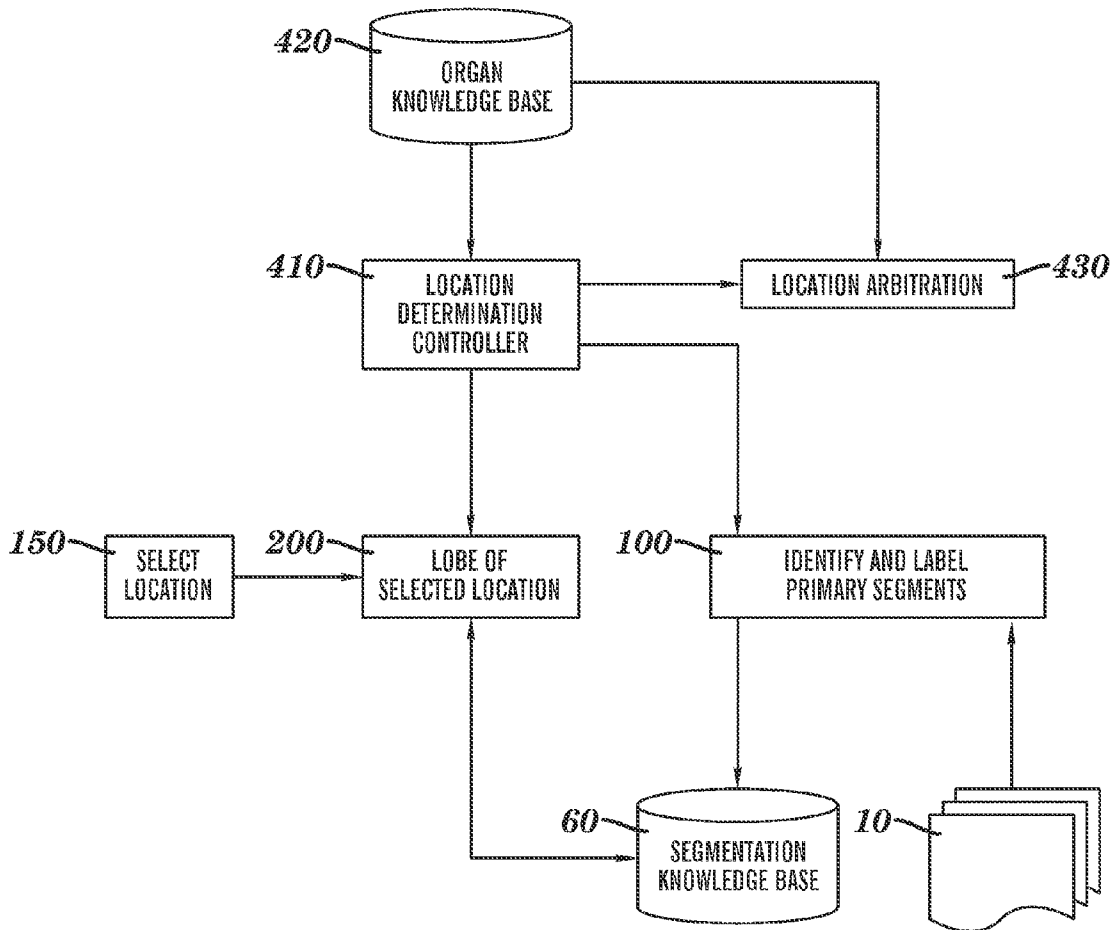 420
ORGAN
KNOWLEDGE BASE
410
LOCATION
DETERMINATION
CONTROLLER
LOCATION ARBITRATION
430
150
SELECT
LOCATION
200
LOBE OF
SELECTED LOCATION
100
IDENTIFY AND LABEL
PRIMARY SEGMENTS
60
SEGMENTATION
KNOWLEDGE BASE
10